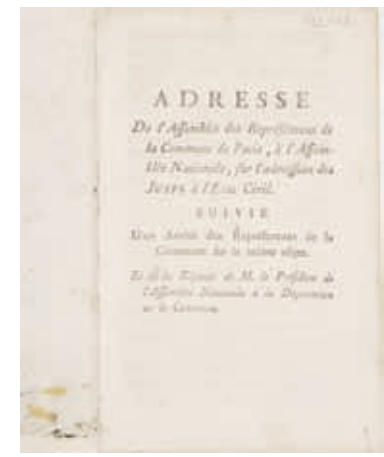 ADRESSE
De l'Assemblée des Représentans de
la Commune de Paris, à l'Assem-
blée Nationale, sur l'admission des
JUIFS à l'Etat Civil.
SUIVIE
D'un Arrêté des Représentans de la
Commune sur le même objet.
Et de la Réponse de M. le Président de
l'Assemblée Nationale à la Députation
de la Commune.